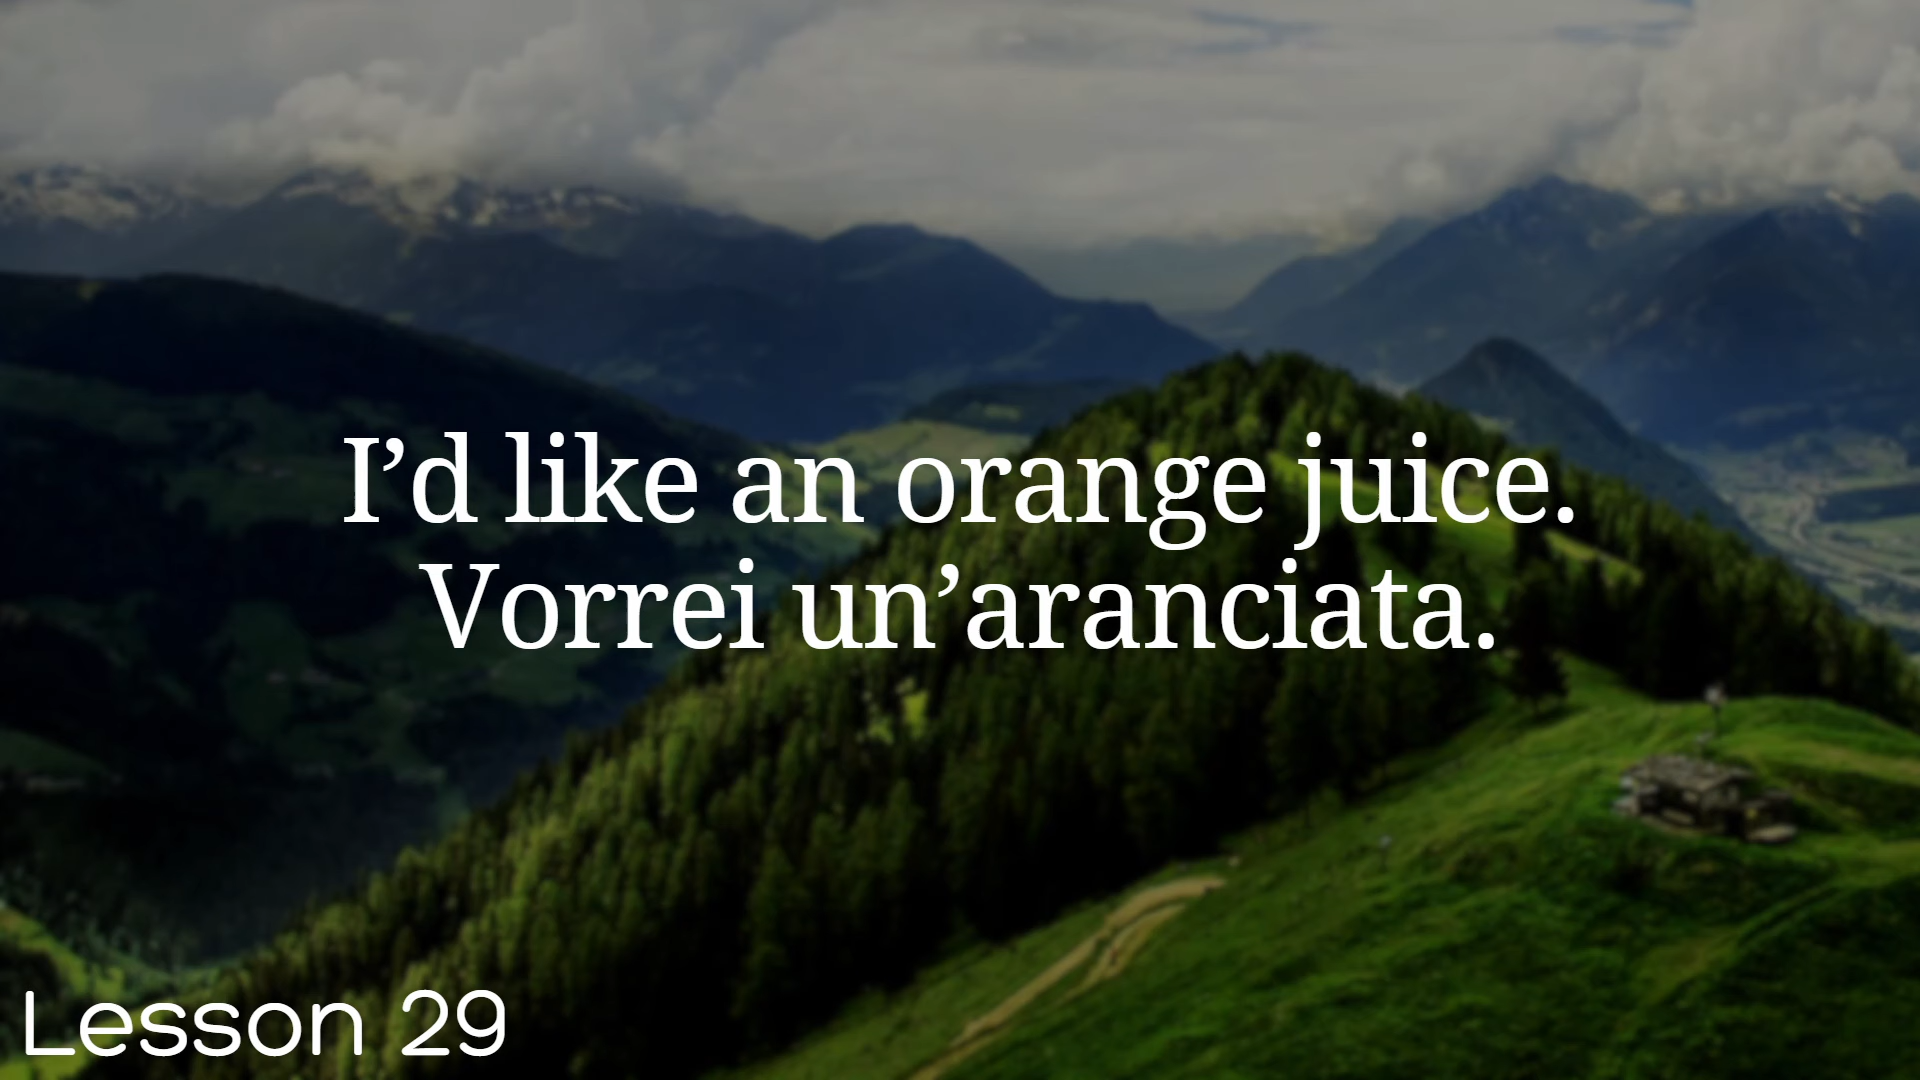 I’d like an orange juice.
Vorrei un’aranciata.
Lesson 29